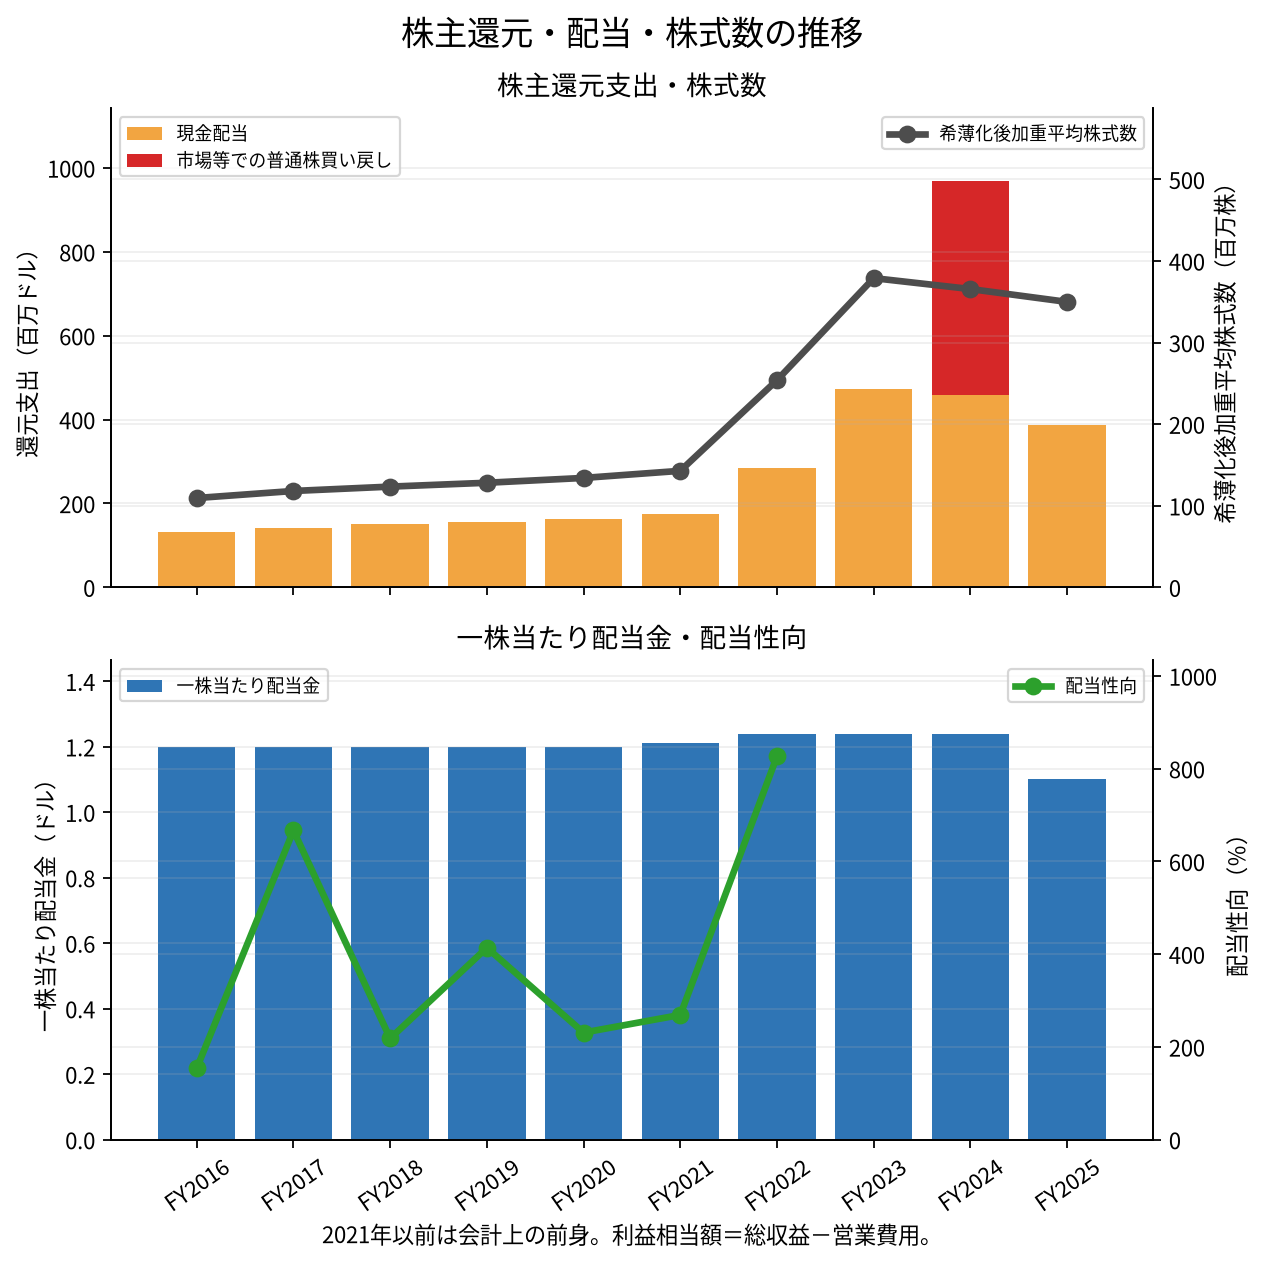 株主還元・配当・株式数の推移
株主還元支出・株式数
現金配当
市場等での普通株買い戻し
希薄化後加重平均株式数
還元支出（百万ドル）
1000
800
600
400
200
0
500
400
300
200
100
0
希薄化後加重平均株式数（百万株）
一株当たり配当金・配当性向
一株当たり配当金
配当性向
一株当たり配当金（ドル）
1.4
1.2
1.0
0.8
0.6
0.4
0.2
0.0
1000
800
600
400
200
0
配当性向（%）
FY2016
FY2017
FY2018
FY2019
FY2020
FY2021
FY2022
FY2023
FY2024
FY2025
2021年以前は会計上の前身。利益相当額＝総収益－営業費用。